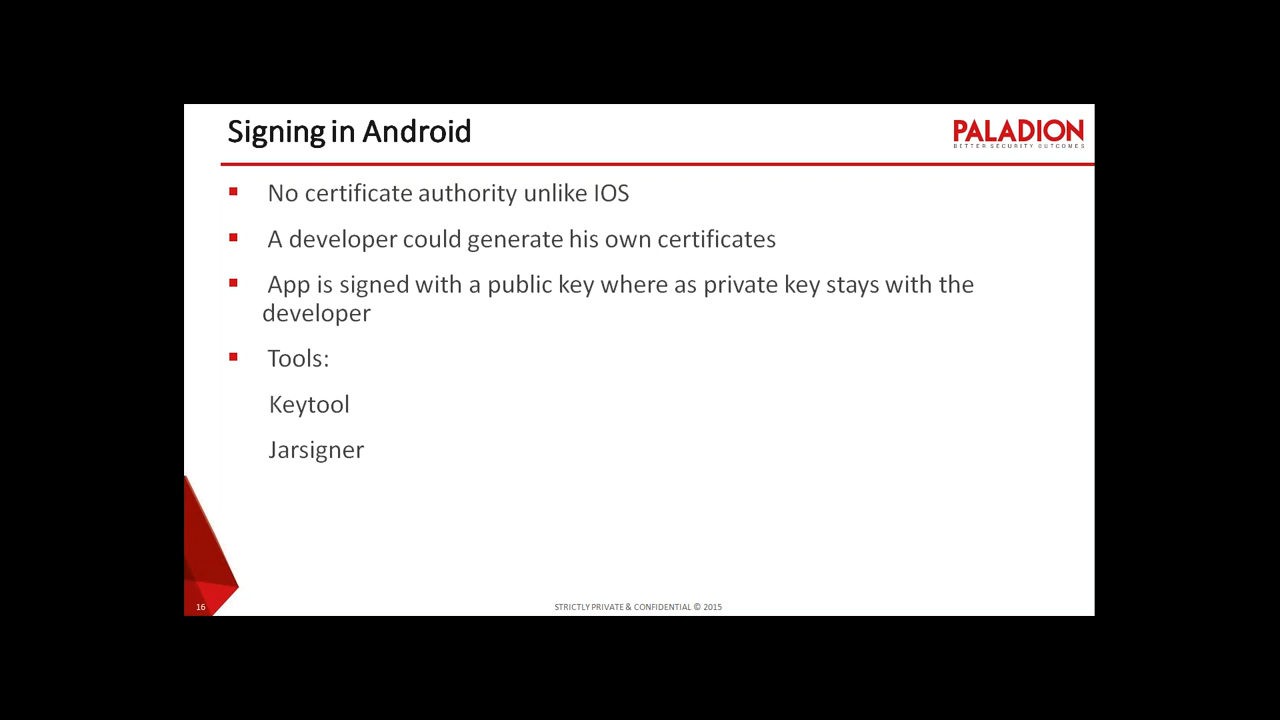 Signing in Android
PALADION
BETTER SECURITY OUTCOMES
No certificate authority unlike IOS
A developer could generate his own certificates
App is signed with a public key where as private key stays with the
developer
Tools:
Keytool
Jarsigner
16
STRICTLY PRIVATE & CONFIDENTIAL © 2015